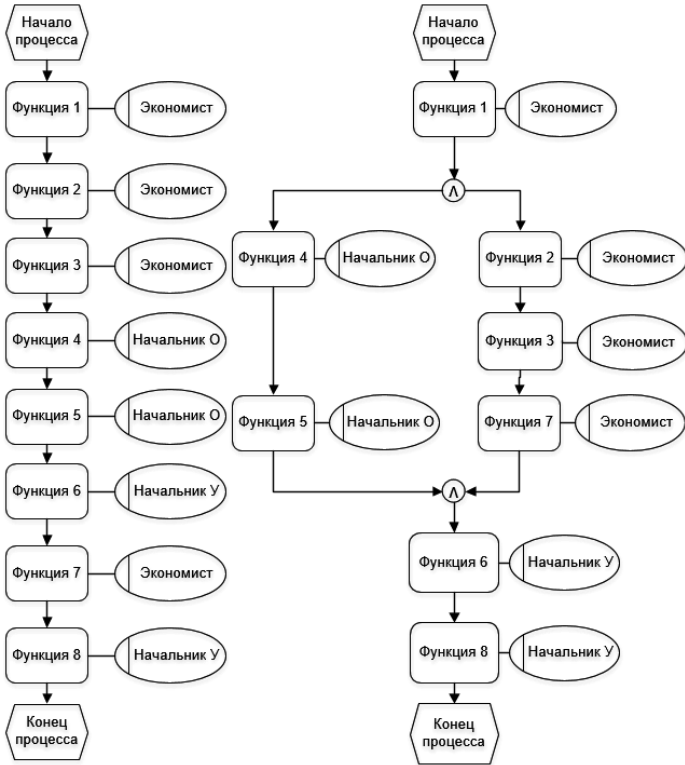 Начало
процесса
Функция 1
Экономист
Функция 2
Экономист
Функция 3
Экономист
Функция 4
Начальник О
Функция 5
Начальник О
Функция 6
Начальник У
Функция 7
Экономист
Функция 8
Начальник У
Конец
процесса
Начало
процесса
Функция 1
Экономист
Λ
Функция 4
Начальник О
Функция 2
Экономист
Функция 3
Экономист
Функция 5
Начальник О
Функция 7
Экономист
Λ
Функция 6
Начальник У
Функция 8
Начальник У
Конец
процесса